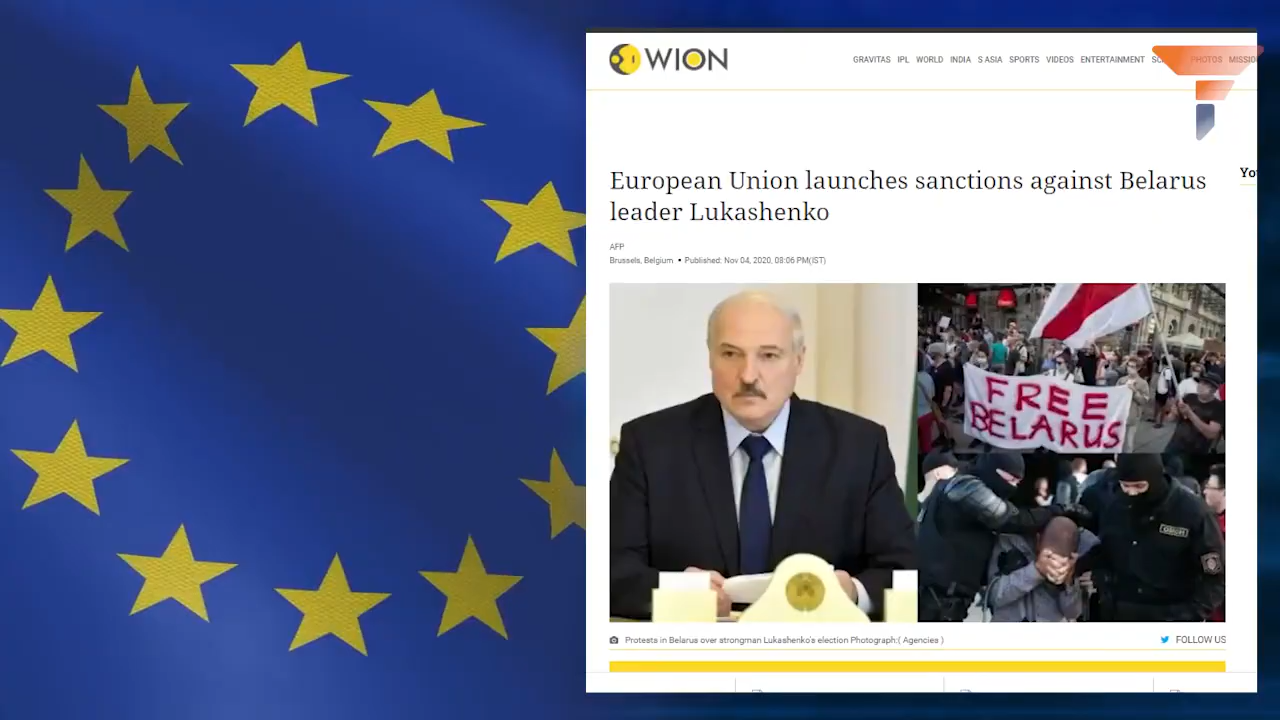 WION
GRAVITAS IPL WORLD INDIA S ASIA SPORTS VIDEOS ENTERTAINMENT PHOTOS
You
European Union launches sanctions against Belarus
leader Lukashenko
AFP
Brussels, Belgium • Published: Nov 04, 2020, 08:06 PM(IST)
FREE
BELARUS
Protests in Belarus over strongman Lukashenko's election Photograph:( Agencies )
FOLLOW US